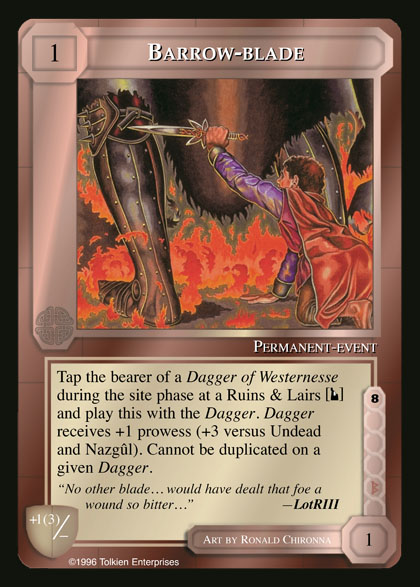 1
BARROW-BLADE
PERMANENT-EVENT
Tap the bearer of a Dagger of Westernesse
during the site phase at a Ruins & Lairs [ ]
and play this with the Dagger. Dagger
receives +1 prowess (+3 versus Undead
and Nazgûl). Cannot be duplicated on a
given Dagger.
8
“No other blade… would have dealt that foe a
wound so bitter…” —LotRIII
+1(3)/–
ART BY RONALD CHIRONNA
1
©1996 Tolkien Enterprises